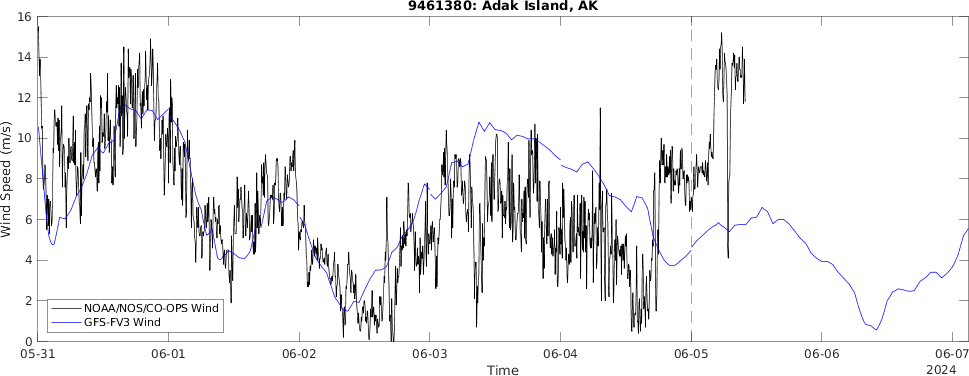 9461380: Adak Island, AK
Wind Speed (m/s)
16
14
12
10
8
6
4
2
0
NOAA/NOS/CO-OPS Wind
GFS-FV3 Wind
05-31 06-01 06-02 06-03 06-04 06-05 06-06 06-07
Time
2024